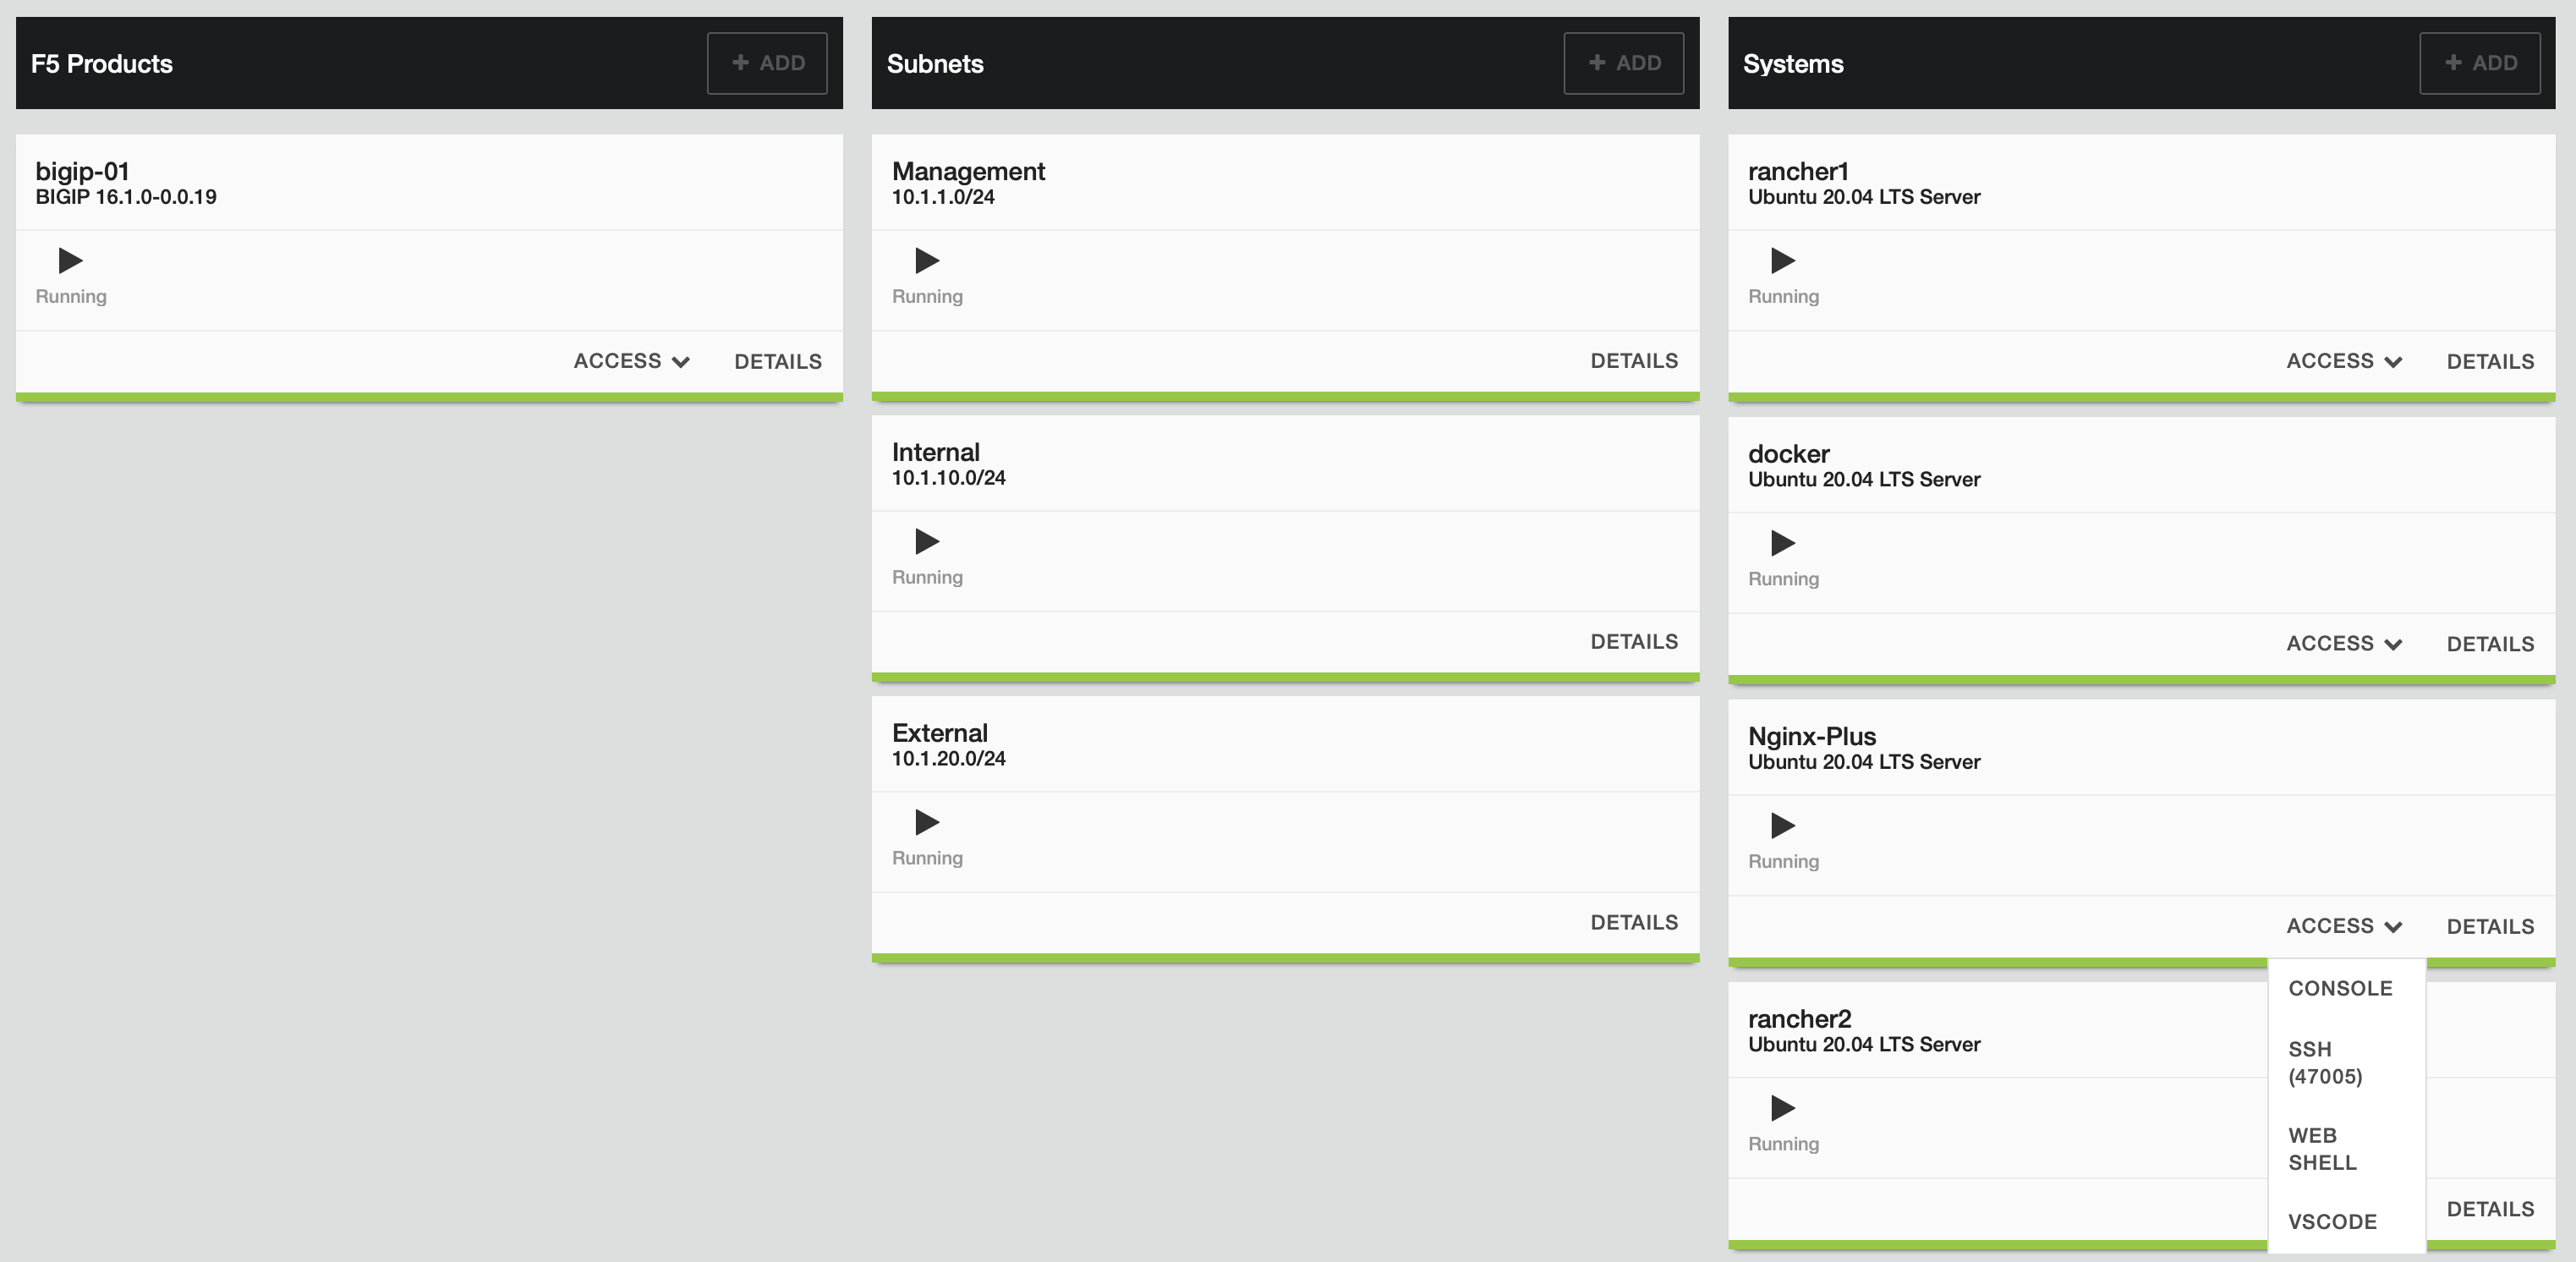 F5 Products
+ ADD
bigip-01
BIGIP 16.1.0-0.0.19
Running
ACCESS
DETAILS
Subnets
+ ADD
Management
10.1.1.0/24
Running
DETAILS
Internal
10.1.10.0/24
Running
DETAILS
External
10.1.20.0/24
Running
DETAILS
Systems
+ ADD
rancher1
Ubuntu 20.04 LTS Server
Running
ACCESS
DETAILS
docker
Ubuntu 20.04 LTS Server
Running
ACCESS
DETAILS
Nginx-Plus
Ubuntu 20.04 LTS Server
Running
ACCESS
DETAILS
CONSOLE
SSH
(47005)
WEB
SHELL
VSCODE
rancher2
Ubuntu 20.04 LTS Server
Running
DETAILS